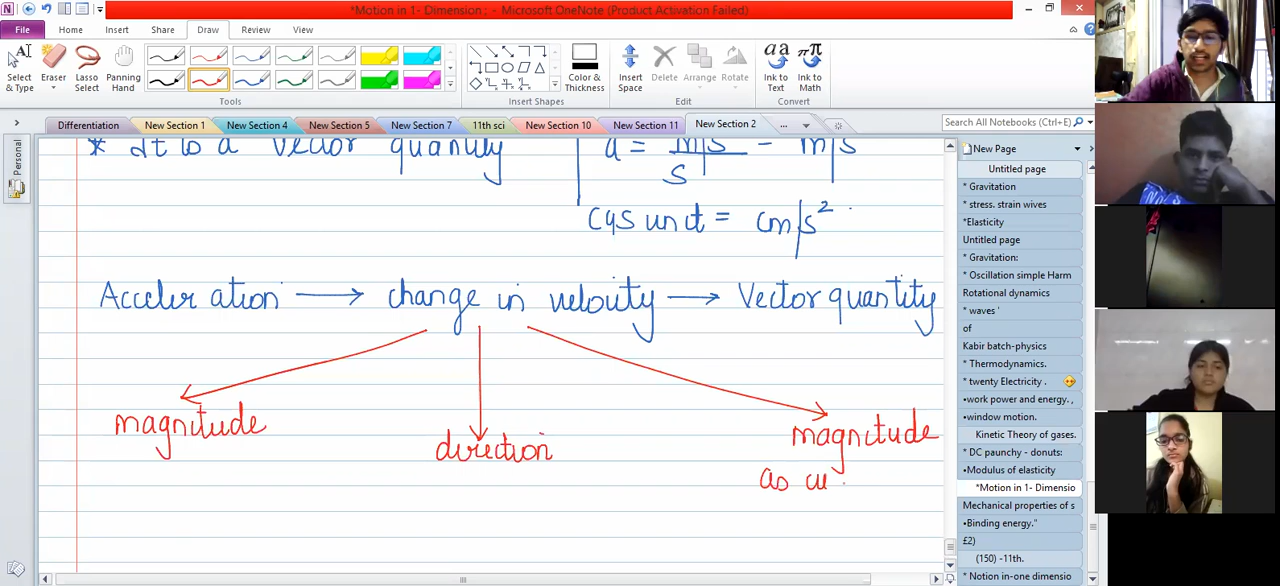 *Motion in 1- Dimension : - Microsoft OneNote (Product Activation Failed)
File Home Insert Share Draw Review View
Select & Type
Eraser
Lasso Select
Panning Hand
Color & Thickness
Insert Space
Delete
Arrange
Rotate
Ink to Text
Ink to Math
Tools
Insert Shapes
Edit
Convert
Differentiation New Section 1 New Section 4 New Section 5 New Section 7 11th sci New Section 10 New Section 11 New Section 2 ...
Search All Notebooks (Ctrl+E)
Personal
* It is a vector quantity
a = m/s / s = m/s
cgs unit = cm/s²
Acceleration → change in velouity → Vector quantity
magnitude
direction
magnitude
as
New Page
Untitled page
* Gravitation
* stress. strain wives
•Elasticity
Untitled page
* Gravitation:
* Oscillation simple Harm
Rotational dynamics
* waves '
of
Kabir batch-physics
* Thermodynamics.
* twenty Electricity .
•work power and energy. ,
•window motion.
Kinetic Theory of gases.
* DC paunchy - donuts:
•Modulus of elasticity
*Motion in 1- Dimensio
Mechanical properties of s
•Binding energy."
£2)
(150) -11th.
* Notion in-one dimensio